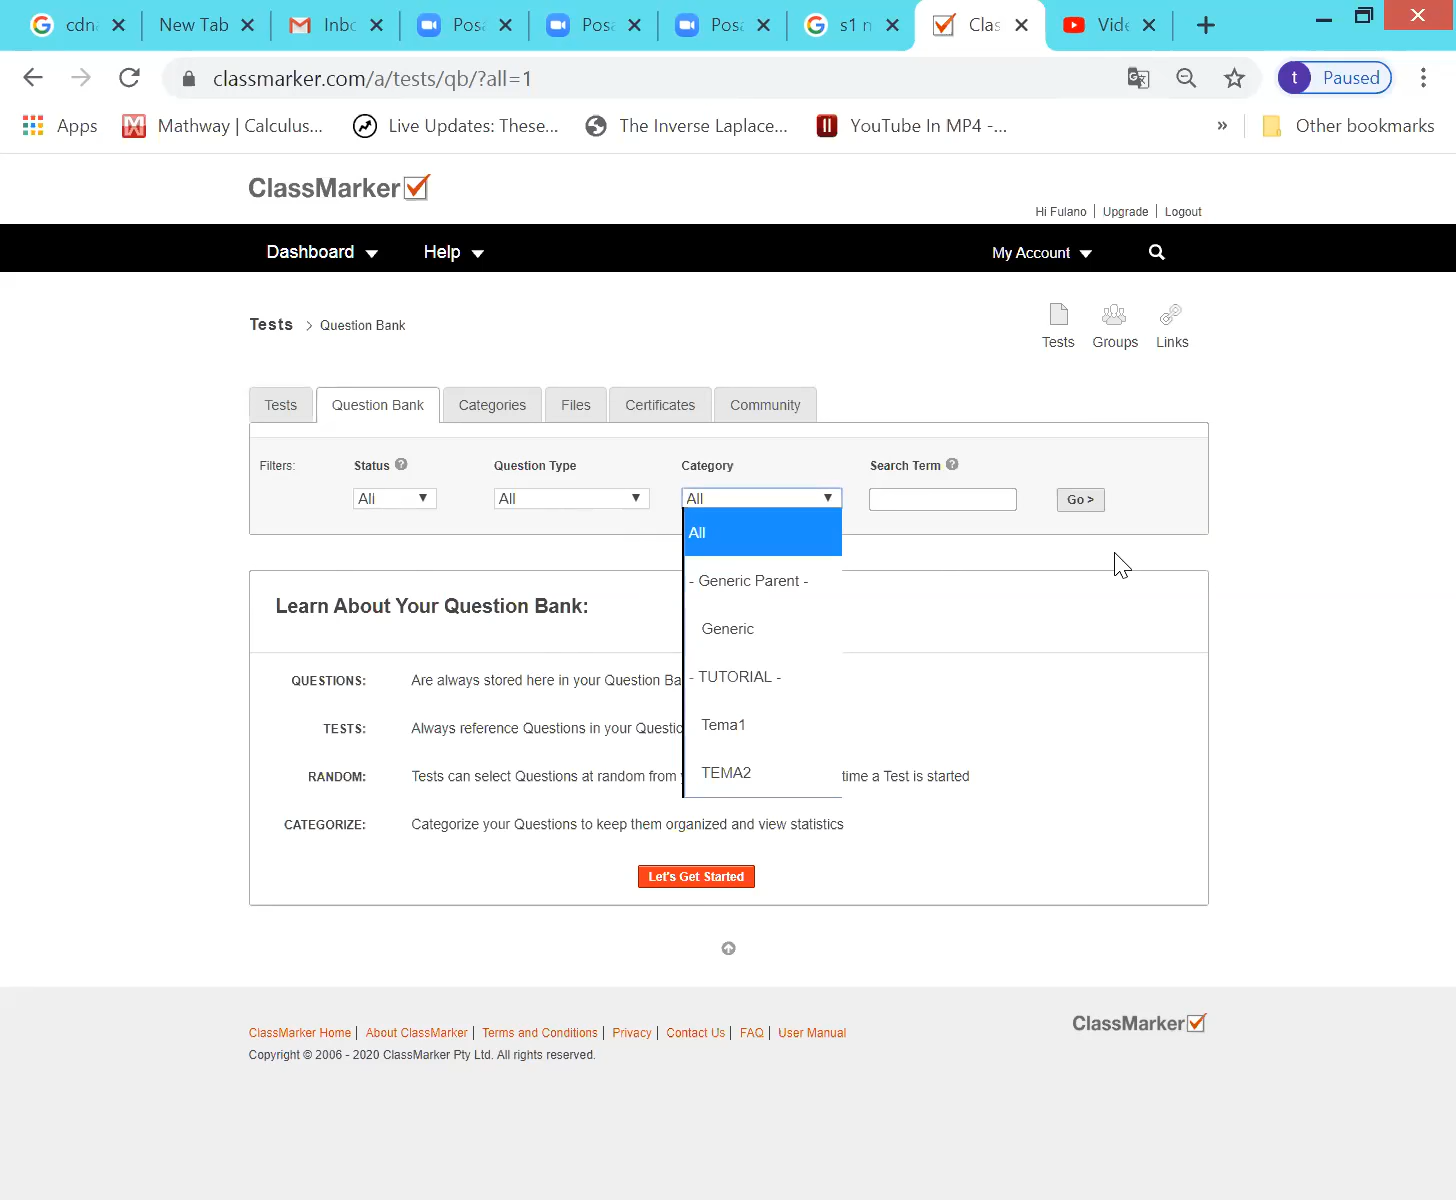 cdn
New Tab
Inbo
Posa
Posa
Posa
s1 n
Clas
Vide
classmarker.com/a/tests/qb/?all=1
t
Paused
Apps
Mathway | Calculus...
Live Updates: These...
The Inverse Laplace...
YouTube In MP4 -...
»
Other bookmarks
ClassMarker
Hi Fulano | Upgrade | Logout
Dashboard
Help
My Account
Tests > Question Bank
Tests
Groups
Links
Tests
Question Bank
Categories
Files
Certificates
Community
Filters:
Status
Question Type
Category
Search Term
All
All
All
Go >
All
- Generic Parent -
Generic
- TUTORIAL -
Tema1
TEMA2
Learn About Your Question Bank:
QUESTIONS: Are always stored here in your Question Ba
TESTS: Always reference Questions in your Questio
RANDOM: Tests can select Questions at random from time a Test is started
CATEGORIZE: Categorize your Questions to keep them organized and view statistics
Let's Get Started
ClassMarker Home | About ClassMarker | Terms and Conditions | Privacy | Contact Us | FAQ | User Manual
ClassMarker
Copyright © 2006 - 2020 ClassMarker Pty Ltd. All rights reserved.